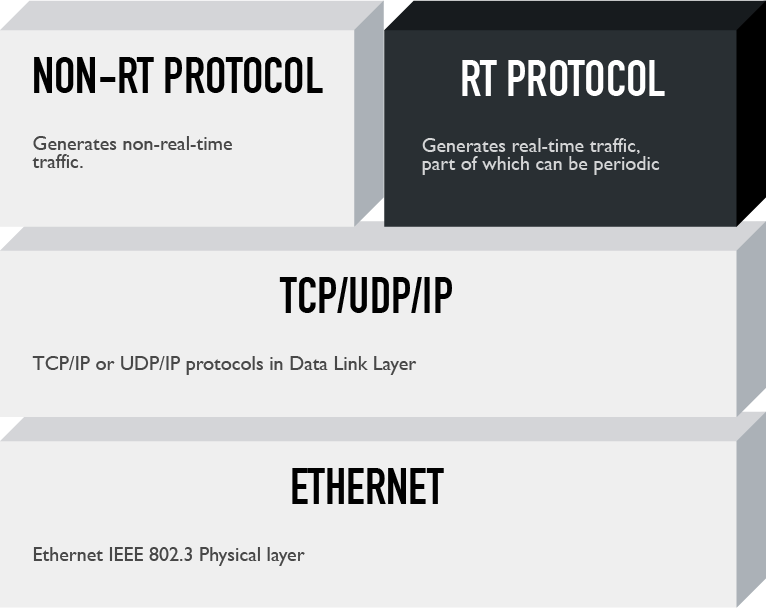 NON-RT PROTOCOL
Generates non-real-time
traffic.
RT PROTOCOL
Generates real-time traffic,
part of which can be periodic
TCP/UDP/IP
TCP/IP or UDP/IP protocols in Data Link Layer
ETHERNET
Ethernet IEEE 802.3 Physical layer